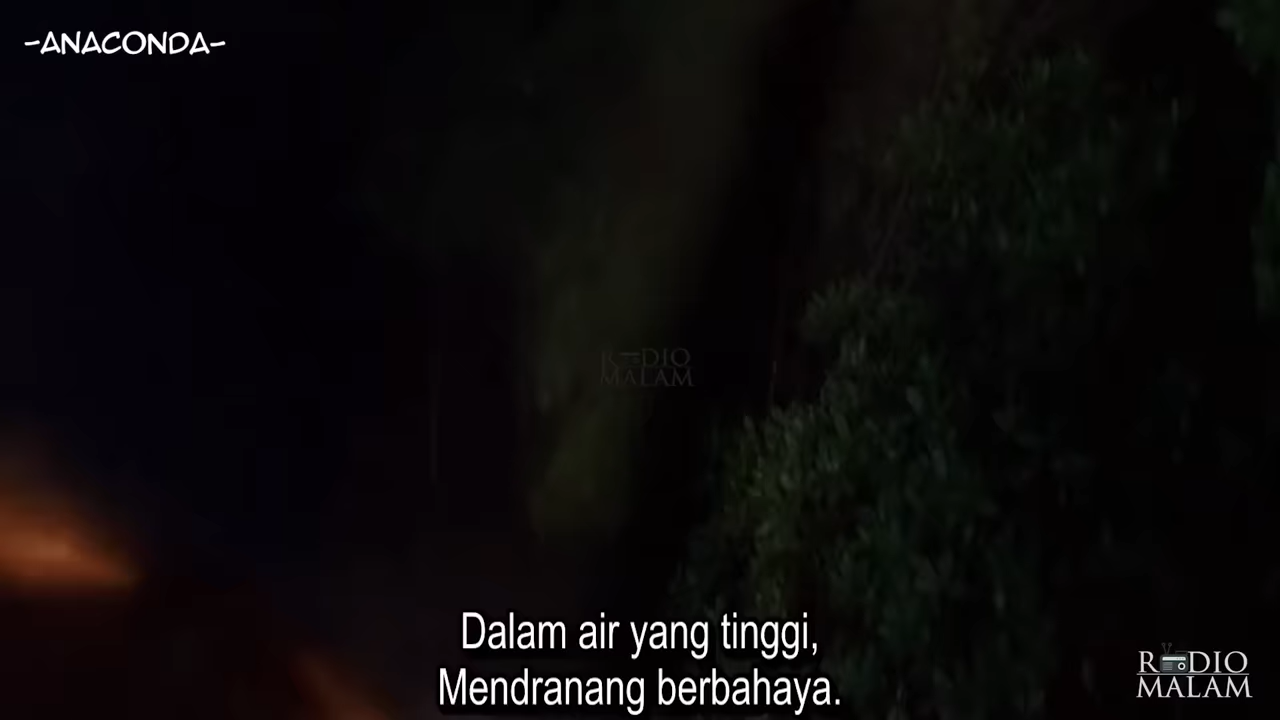 -ANACONDA-
RADIO
MALAM
Dalam air yang tinggi,
Mendranang berbahaya.
RADIO
MALAM